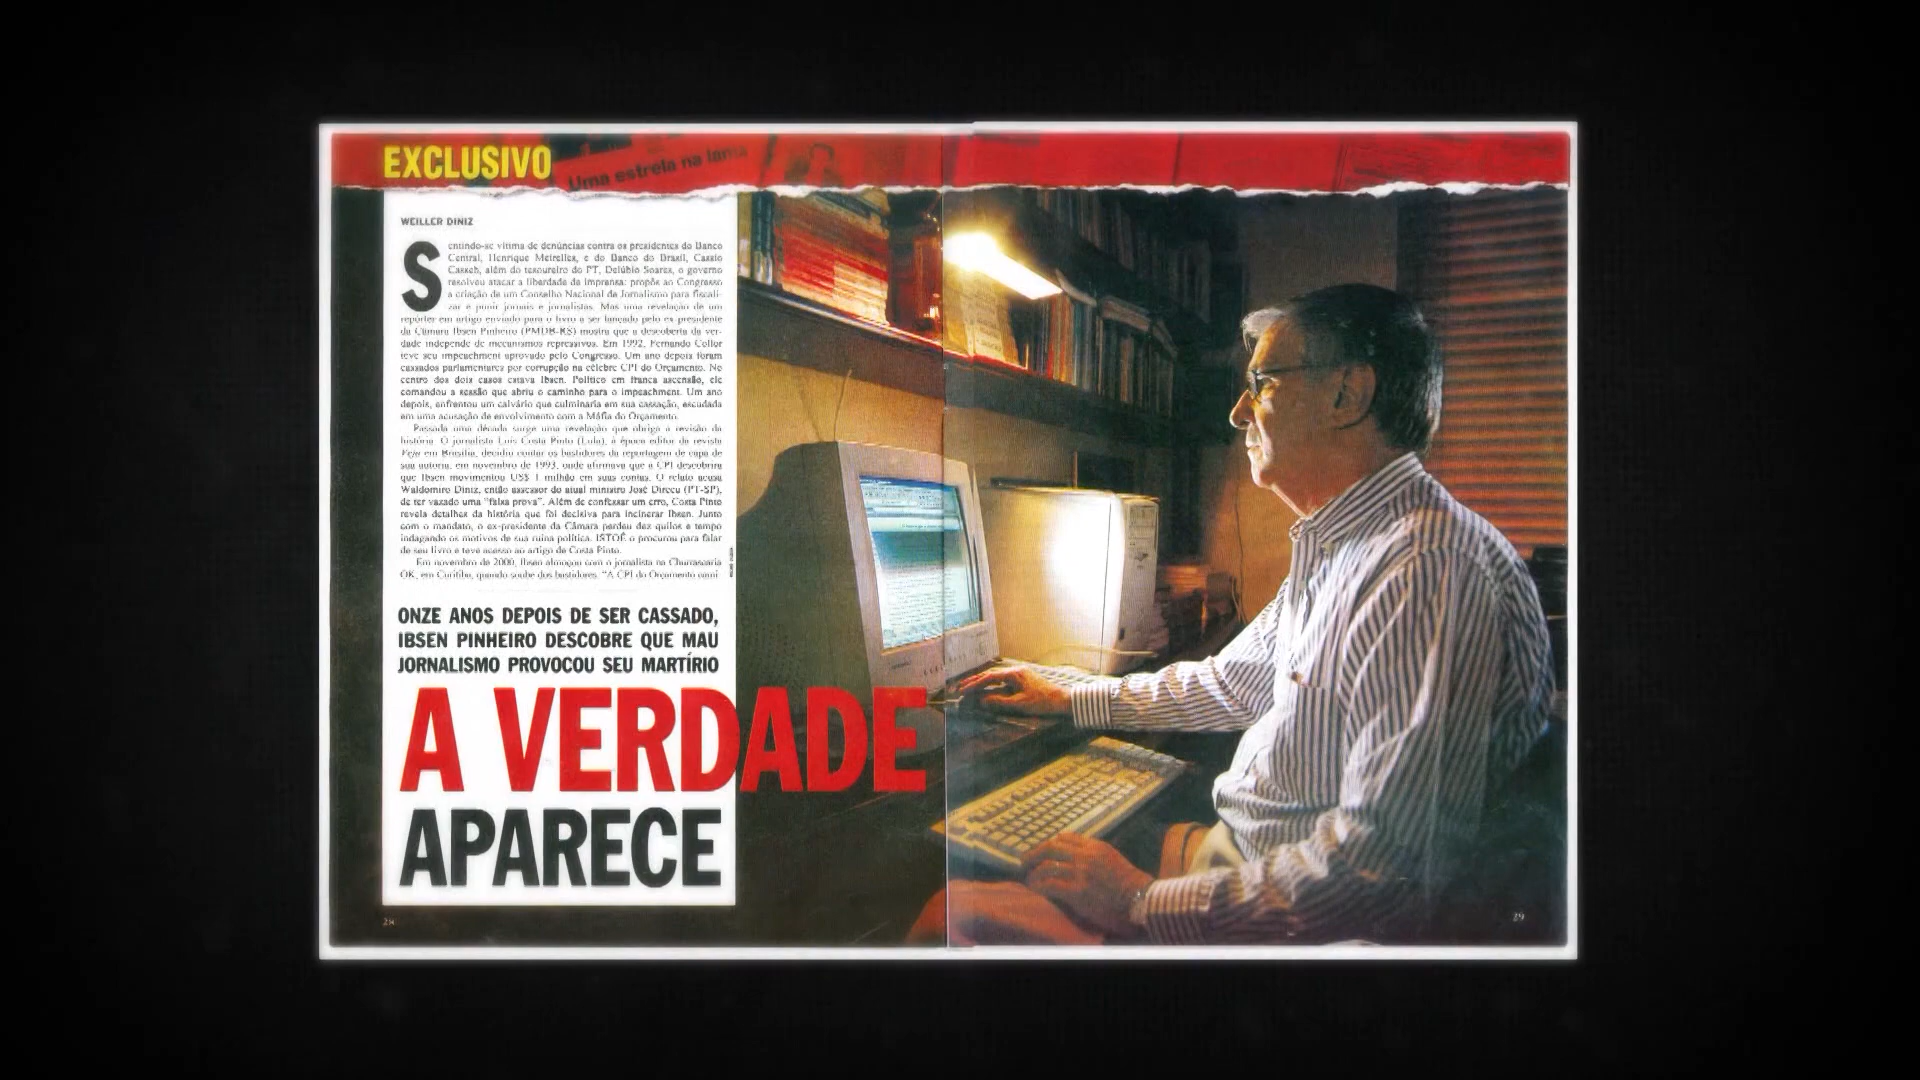 EXCLUSIVO
Uma estrela na lama
WEILLER DINIZ
Sentindo-se vítima de denúncias contra os presidentes do Banco
Central, Henrique Meirelles, e do Banco do Brasil, Cassio
Casseb, além do tesoureiro do PT, Delúbio Soares, o governo
resolveu atacar a liberdade de imprensa: propôs ao Congresso
a criação de um Conselho Nacional de Jornalismo para fiscali-
zar e punir jornais e jornalistas. Mas uma revelação de um
repórter em artigo enviado para o livro a ser lançado pelo ex-presidente
da Câmara Ibsen Pinheiro (PMDB-RS) mostra que a descoberta da ver-
dade independe de mecanismos repressivos. Em 1992, Fernando Collor
teve seu impeachment aprovado pelo Congresso. Um ano depois foram
cassados parlamentares por corrupção na célebre CPI do Orçamento. No
centro dos dois casos estava Ibsen. Político em franca ascensão, ele
comandou a sessão que abriu o caminho para o impeachment. Um ano
depois, enfrentou um calvário que culminaria em sua cassação, escudada
em uma acusação de envolvimento com a Máfia do Orçamento.
Passada uma década surge uma revelação que obriga a revisão da
história. O jornalista Luís Costa Pinto (Lula), à época editor da revista
Veja em Brasília, decidiu contar os bastidores da reportagem de capa de
sua autoria, em novembro de 1993, onde afirmava que a CPI descobrira
que Ibsen movimentou US$ 1 milhão em suas contas. O relato acusa
Waldomiro Diniz, então assessor do atual ministro José Dirceu (PT-SP),
de ter vazado uma "falsa prova". Além de confessar um erro, Costa Pinto
revela detalhes da história que foi decisiva para incinerar Ibsen. Junto
com o mandato, o ex-presidente da Câmara perdeu dez quilos e tempo
indagando os motivos de sua ruína política. ISTOÉ o procurou para falar
de seu livro e teve acesso ao artigo de Costa Pinto.
Em novembro de 2000, Ibsen almoçou com o jornalista na Churrascaria
OK, em Curitiba, quando soube dos bastidores. "A CPI do Orçamento
ONZE ANOS DEPOIS DE SER CASSADO,
IBSEN PINHEIRO DESCOBRE QUE MAU
JORNALISMO PROVOCOU SEU MARTÍRIO
A VERDADE
APARECE
28
29